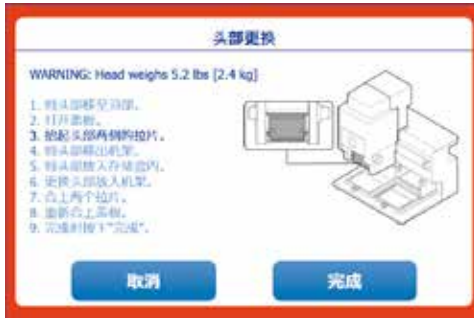 头部更换
WARNING: Head weighs 5.2 lbs [2.4 kg]
1. 将头部移至顶部。
2. 打开盖板。
3. 抬起头部两侧的拉片。
4. 将头部移出机架。
5. 将头部放入存储盒内。
6. 更换头部放入机架。
7. 合上两个拉片。
8. 重新合上盖板。
9. 完成时按下“完成”。
取消
完成